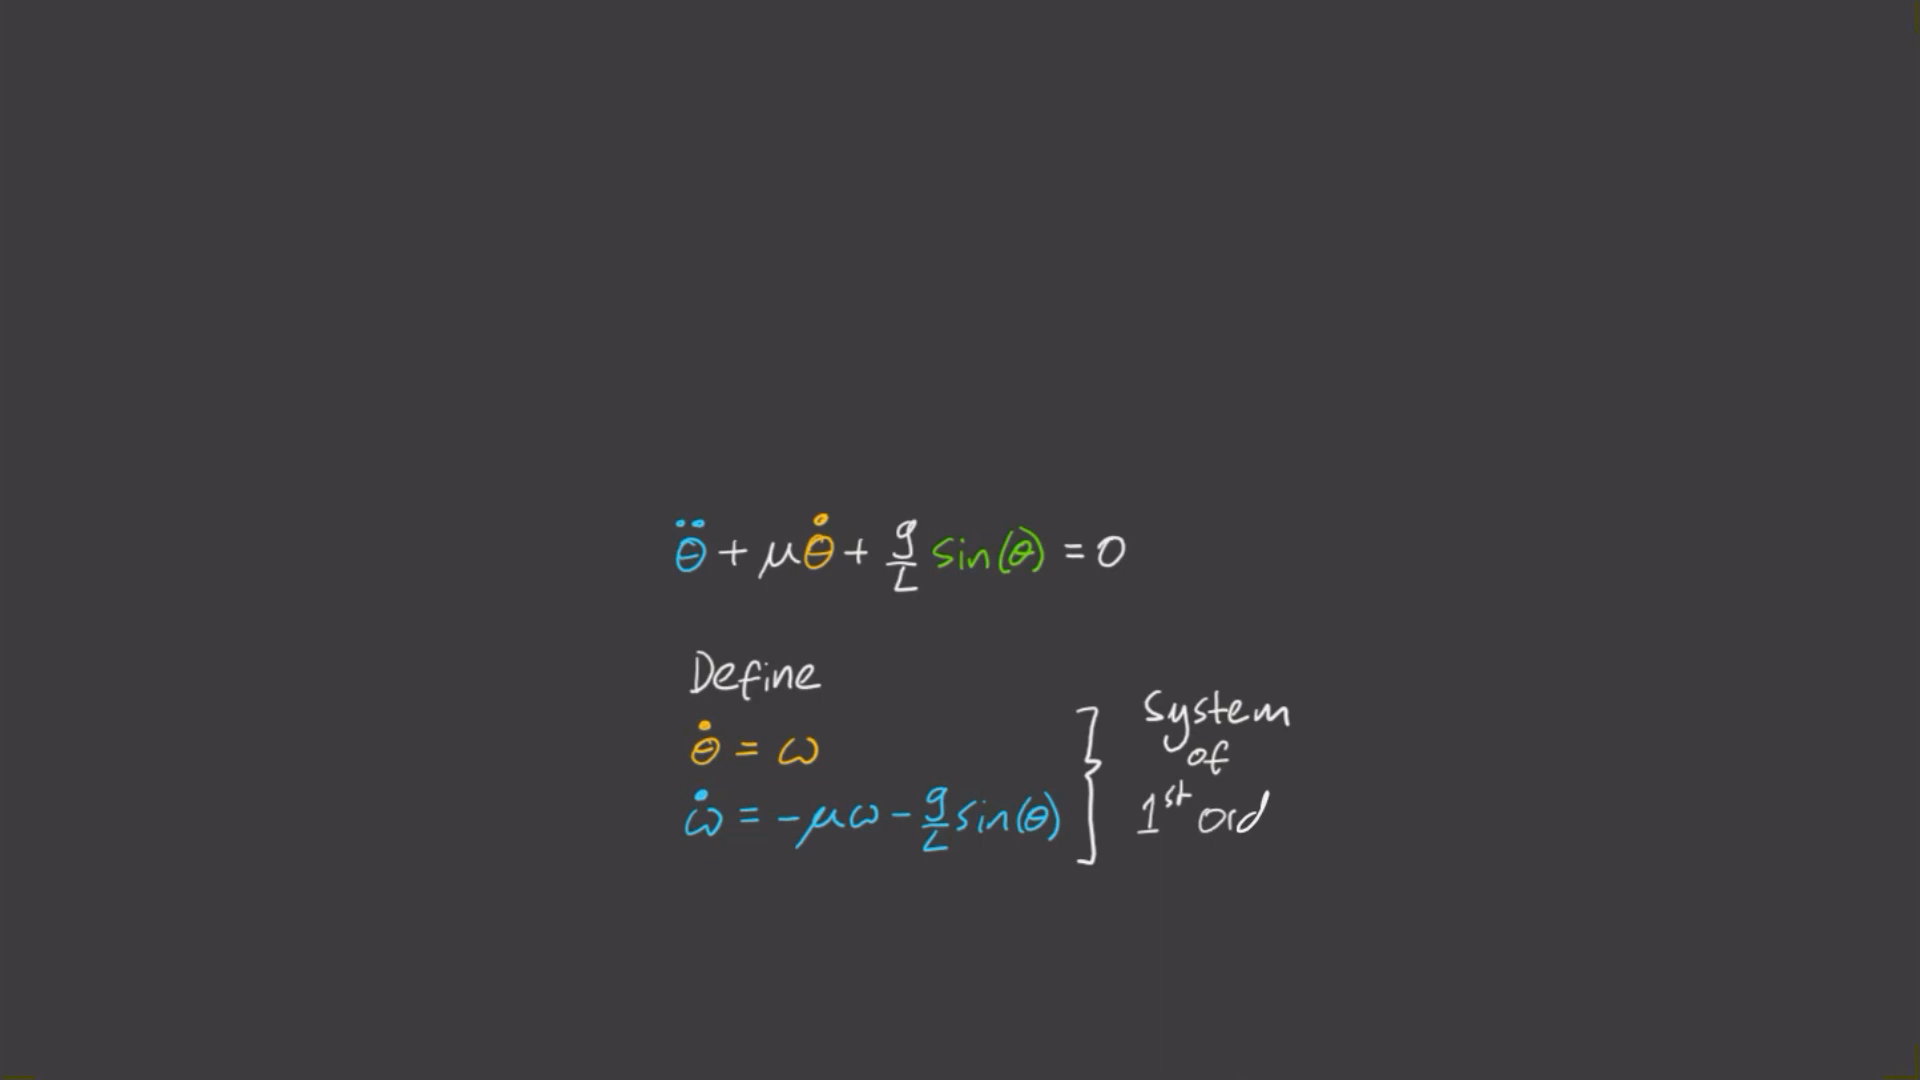 θ̈ + μθ̇ + g/L sin(θ) = 0
Define
θ̇ = ω
ω̇ = -μω - g/L sin(θ)
System
of
1st ord